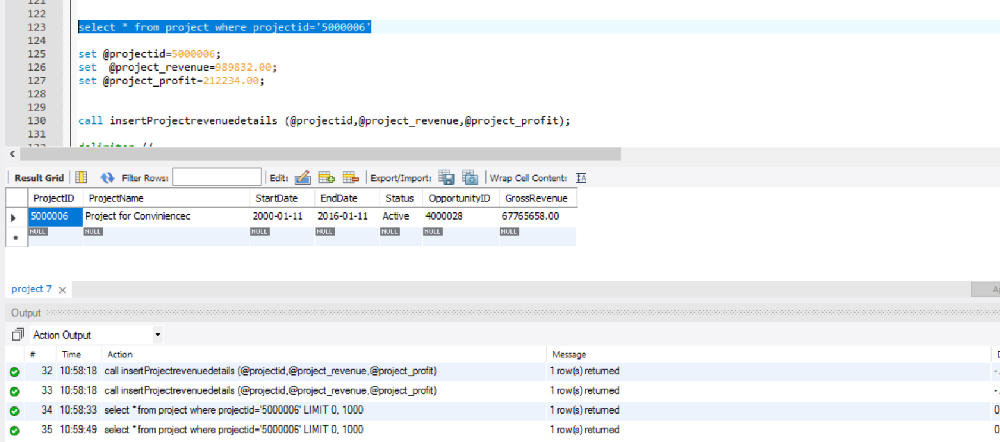 121
122
123 select * from project where projectid='5000006'
124
125 set @projectid=5000006;
126 set  @project_revenue=989832.00;
127 set @project_profit=212234.00;
128
129
130 call insertProjectrevenuedetails (@projectid,@project_revenue,@project_profit);
131
132 delimiter //
<
Result Grid Filter Rows: Edit: Export/Import: Wrap Cell Content: IA
ProjectID ProjectName StartDate EndDate Status OpportunityID GrossRevenue
5000006 Project for Conviniencec 2000-01-11 2016-01-11 Active 4000028 67765658.00
* NULL NULL NULL NULL NULL NULL NULL
project 7 ×
Output
Action Output
# Time Action Message
32 10:58:18 call insertProjectrevenuedetails (@projectid,@project_revenue,@project_profit) 1 row(s) returned
33 10:58:18 call insertProjectrevenuedetails (@projectid,@project_revenue,@project_profit) 1 row(s) returned
34 10:58:33 select * from project where projectid='5000006' LIMIT 0, 1000 1 row(s) returned
35 10:59:49 select * from project where projectid='5000006' LIMIT 0, 1000 1 row(s) returned